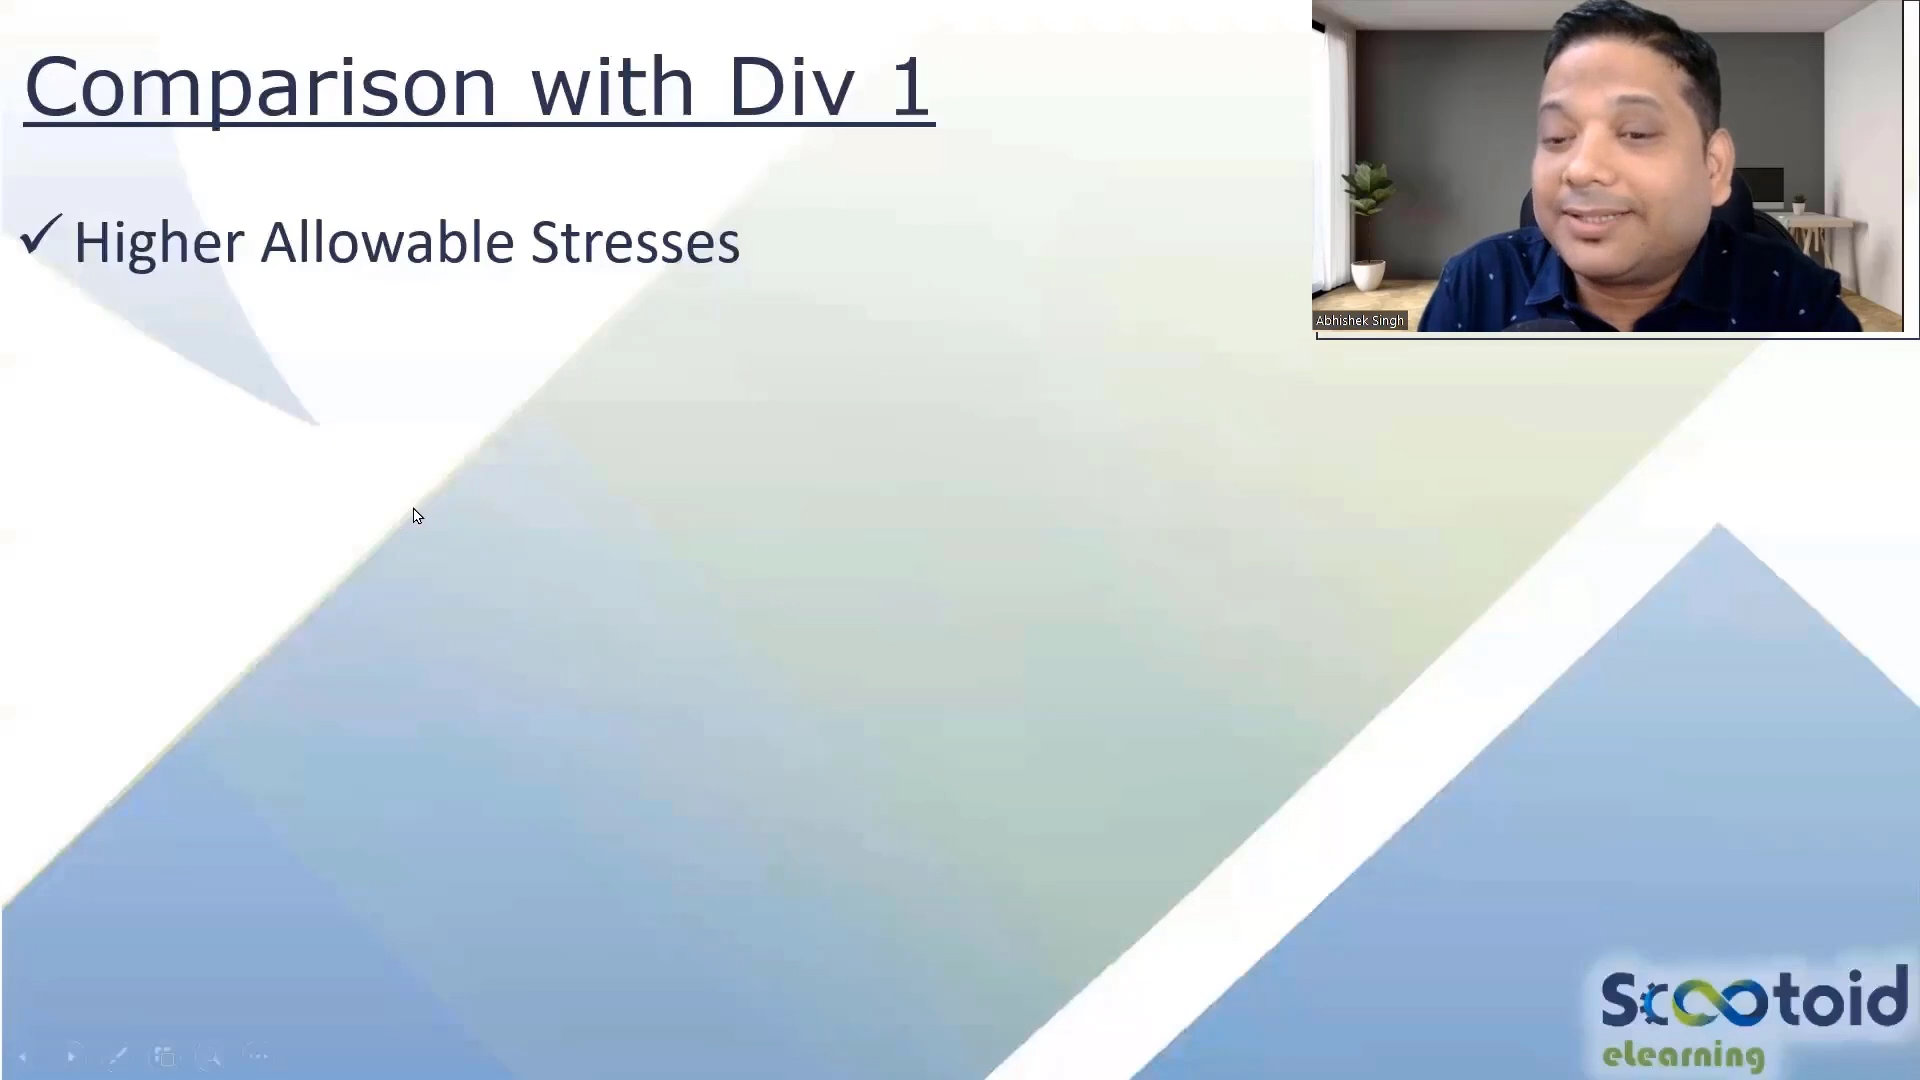 Comparison with Div 1
✓ Higher Allowable Stresses
Abhishek Singh
Scootoid
elearning